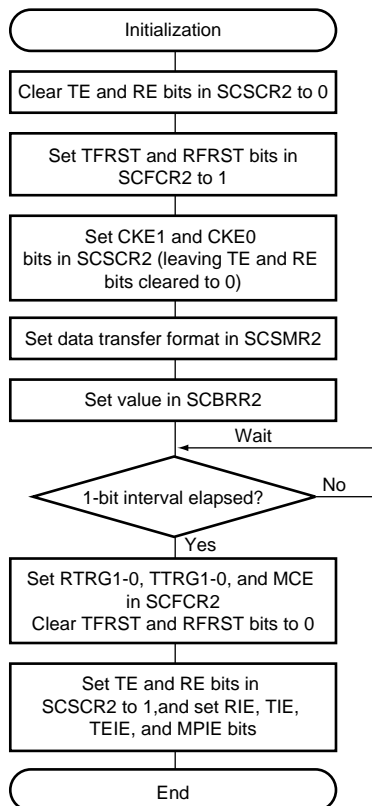 Initialization
Clear TE and RE bits in SCSCR2 to 0
Set TFRST and RFRST bits in
SCFCR2 to 1
Set CKE1 and CKE0
bits in SCSCR2 (leaving TE and RE
bits cleared to 0)
Set data transfer format in SCSMR2
Set value in SCBRR2
Wait
1-bit interval elapsed?
No
Yes
Set RTRG1-0, TTRG1-0, and MCE
in SCFCR2
Clear TFRST and RFRST bits to 0
Set TE and RE bits in
SCSCR2 to 1,and set RIE, TIE,
TEIE, and MPIE bits
End